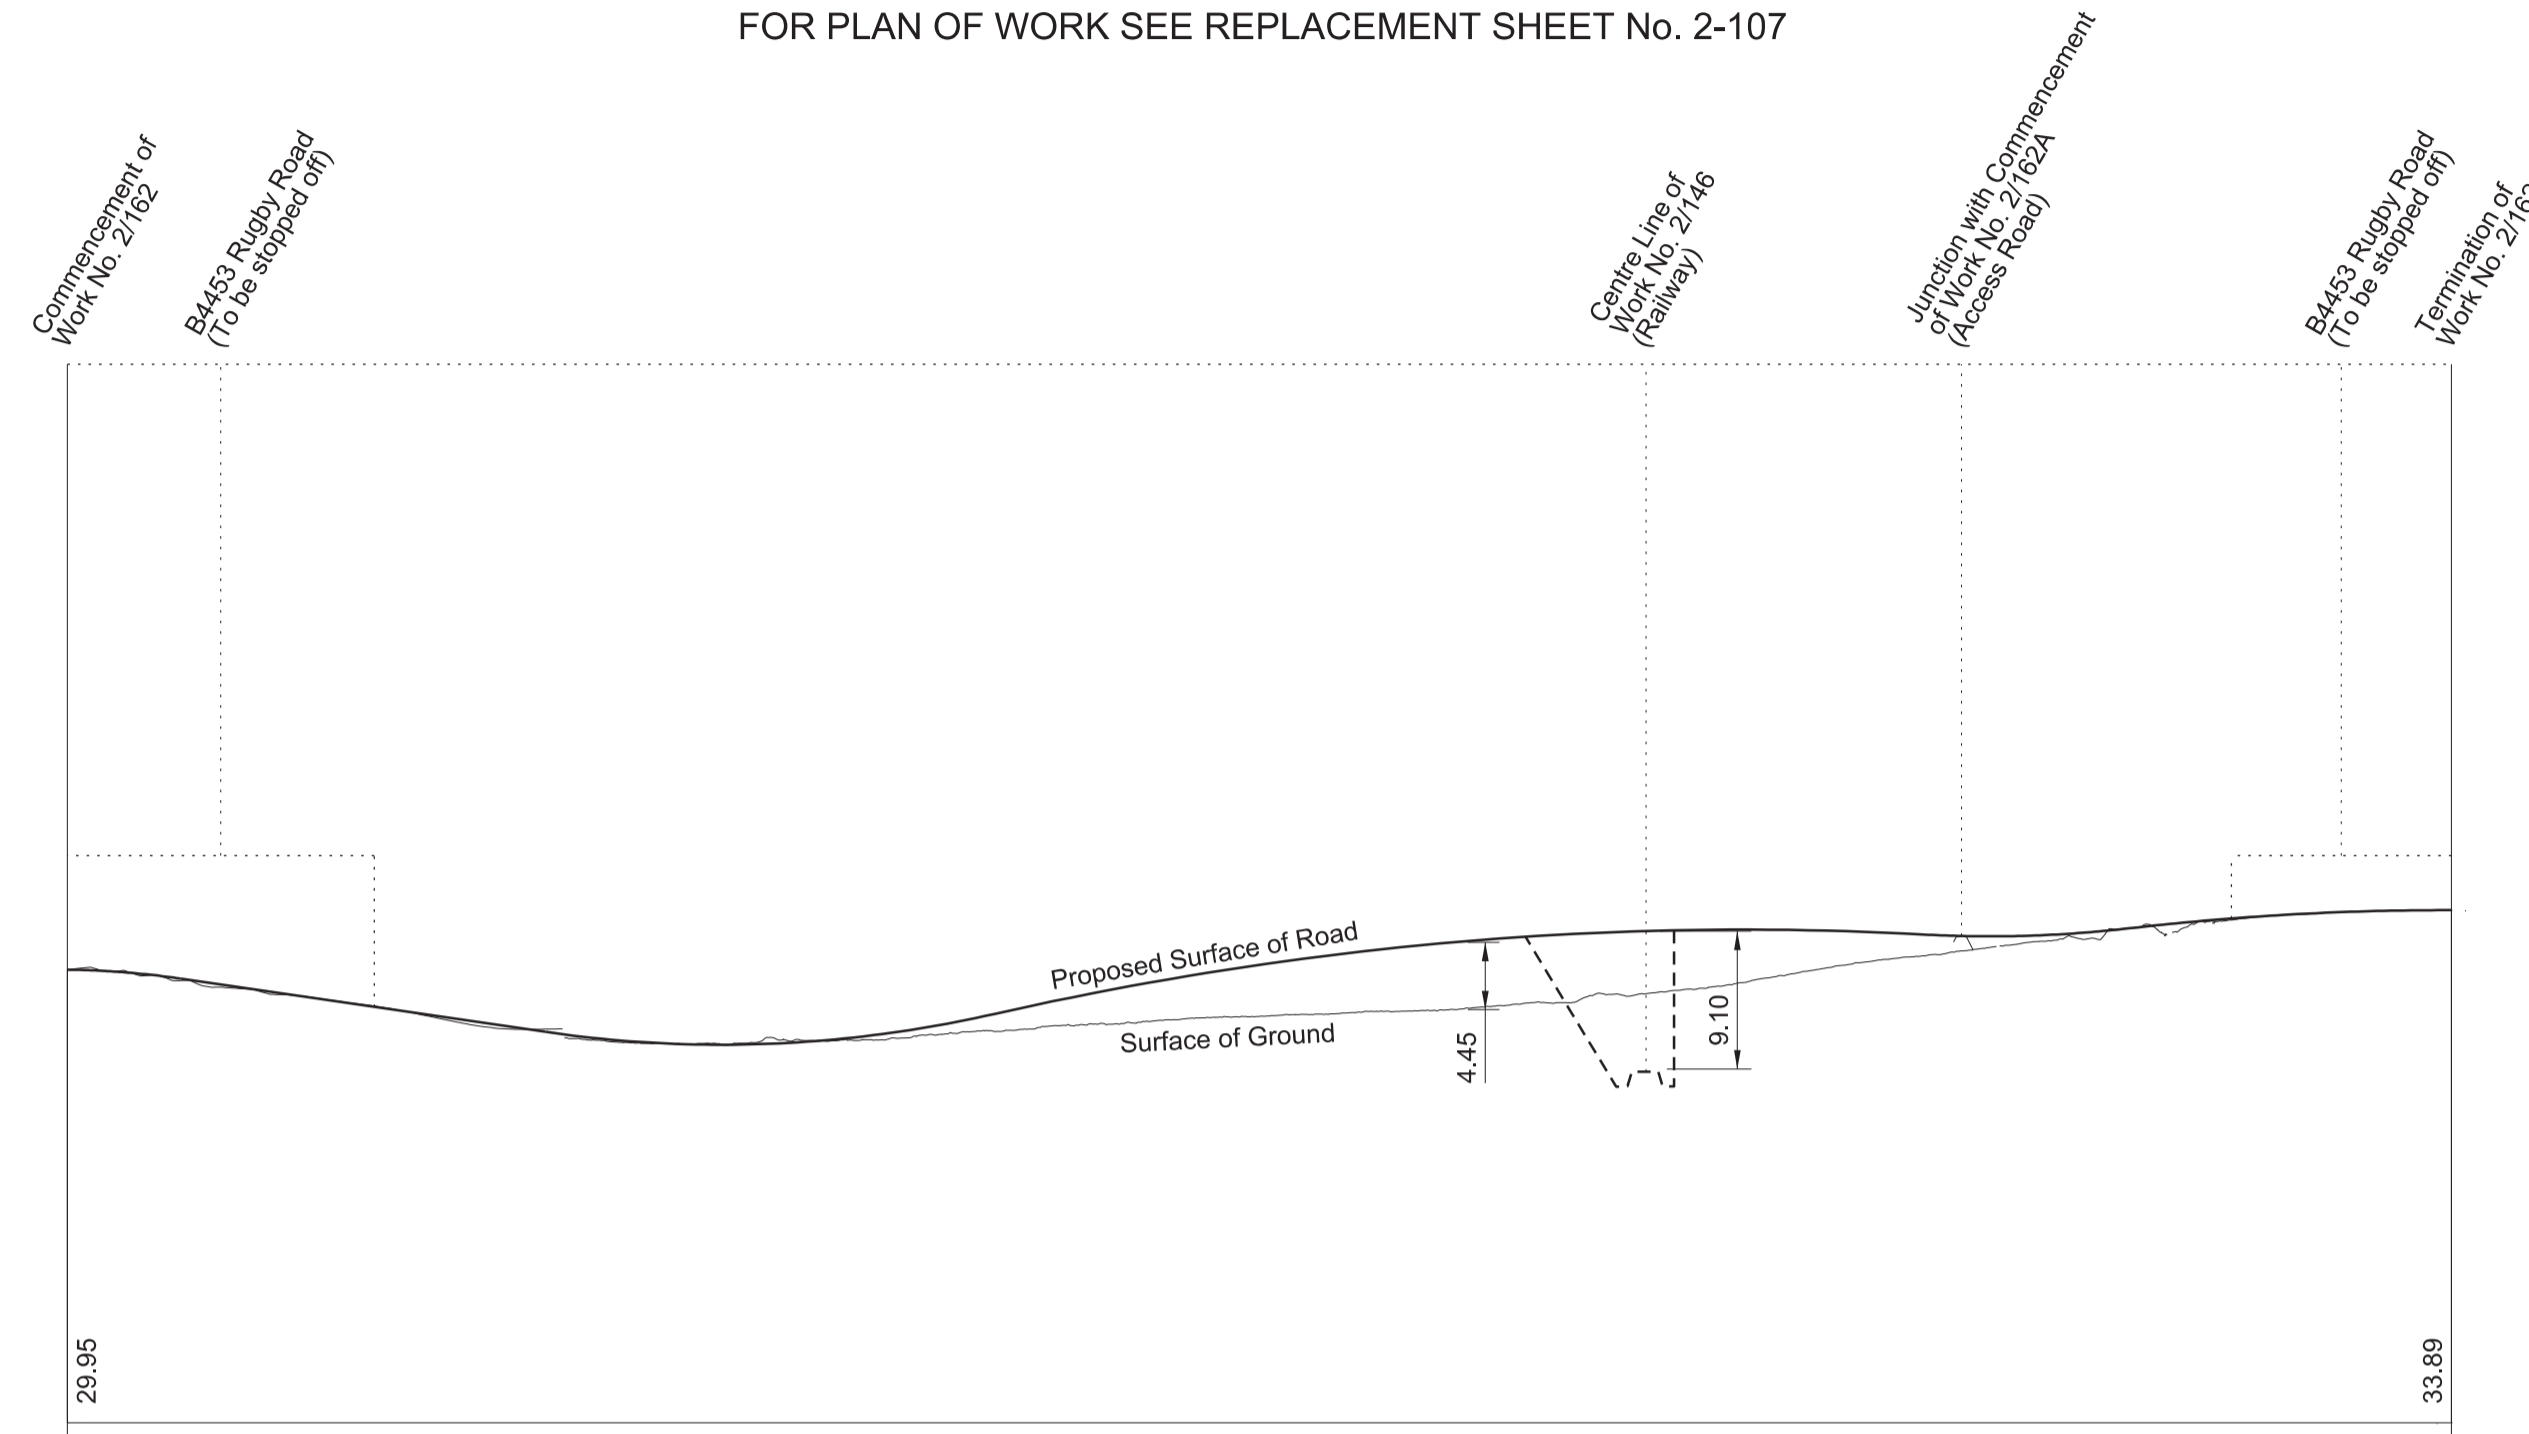 FOR PLAN OF WORK SEE REPLACEMENT SHEET No. 2-107
Commencement of
Work No. 2/162
B4453 Rugby Road
(To be stopped off)
Centre Line of
Work No. 2/146
(Railway)
Junction with Commencement
of Work No. 2/162A
(Access Road)
B4453 Rugby Road
(To be stopped off)
Termination of
Work No.
Proposed Surface of Road
Surface of Ground
4.45
9.10
29.95
33.89